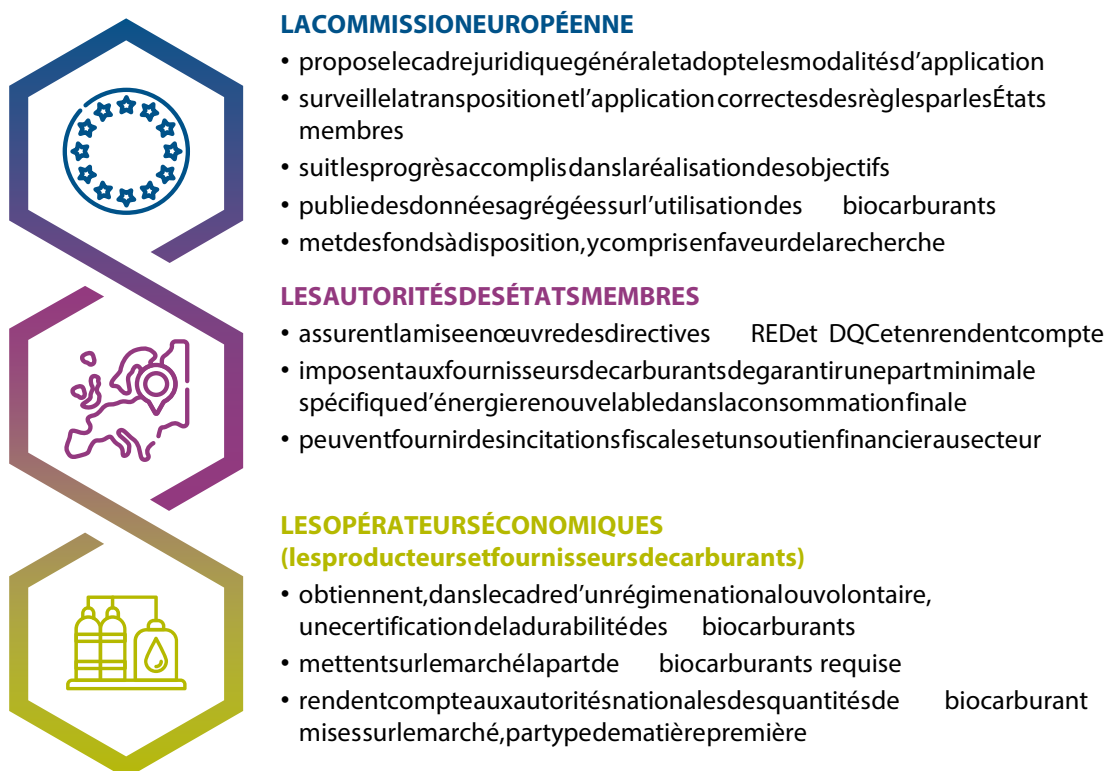 LACOMMISSIONEUROPÉENNE
• proposelecadrejuridiquegénéraletadoptelesmodalitésd’application
• surveillelatranspositionetl’applicationcorrectesdesrèglesparlesÉtats
membres
• suitlesprogrèsaccomplisdanslaréalisationdesobjectifs
• publiedesdonnéesagrégéessurl’utilisationdes biocarburants
• metdesfondsàdisposition,ycomprisenfaveurdelarecherche
LESAUTORITÉSDESÉTATSMEMBRES
• assurentlamiseenœuvredesdirectives REDet DQCetenrendentcompte
• imposentauxfournisseursdecarburantsdegarantirunepartminimale
spécifiqued’énergierenouvelabledanslaconsommationfinale
• peuventfournirdesincitationsfiscalesetunsoutienfinancierausecteur
LESOPÉRATEURSÉCONOMIQUES
(lesproducteursetfournisseursdecarburants)
• obtiennent,danslecadred’unrégimenationalouvolontaire,
unecertificationdeladurabilitédes biocarburants
• mettentsurlemarchélapartde biocarburants requise
• rendentcompteauxautoritésnationalesdesquantitésde biocarburant
misessurlemarché,partypedematièrepremière